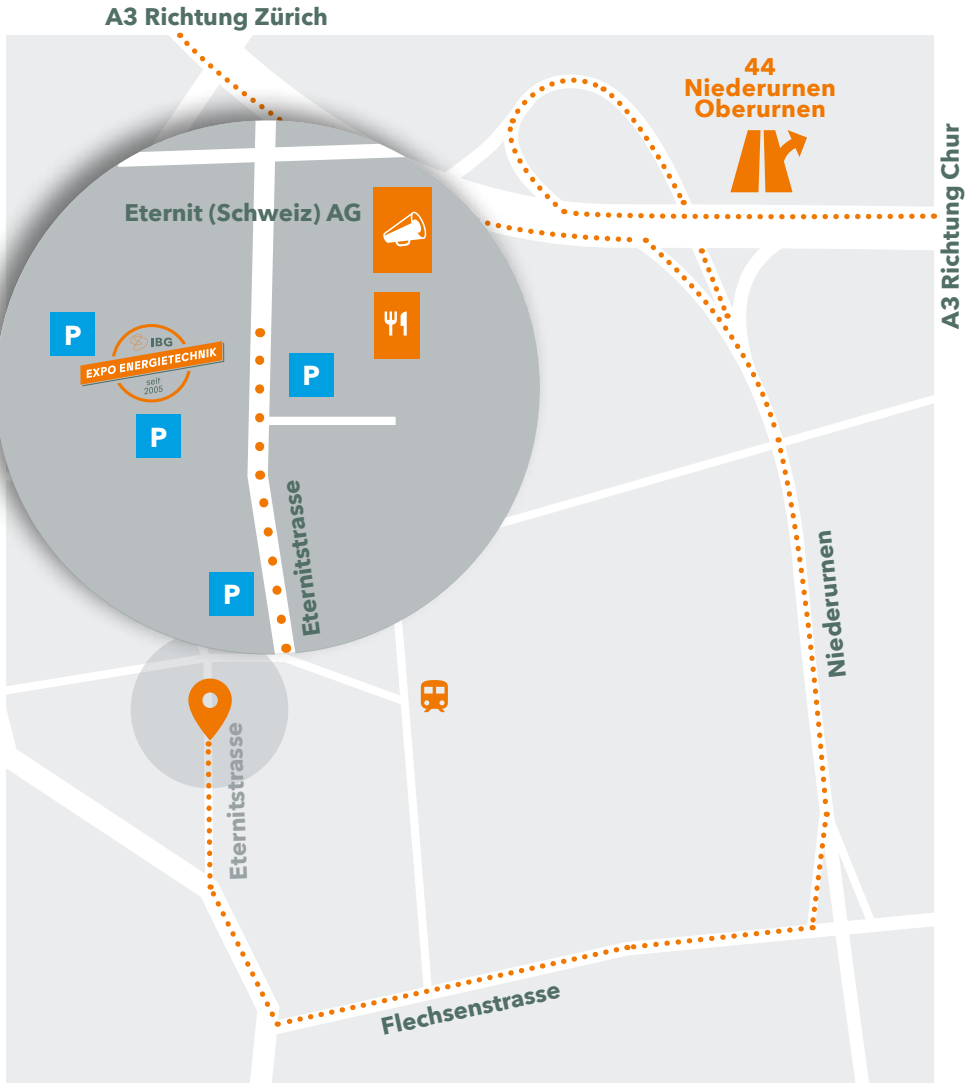 A3 Richtung Zürich
44
Niederurnen
Oberurnen
A3 Richtung Chur
Eternit (Schweiz) AG
P
IBG
EXPO ENERGIETECHNIK
seit
2005
P
P
Eternitstrasse
P
Niederurnen
Eternitstrasse
Flechsenstrasse